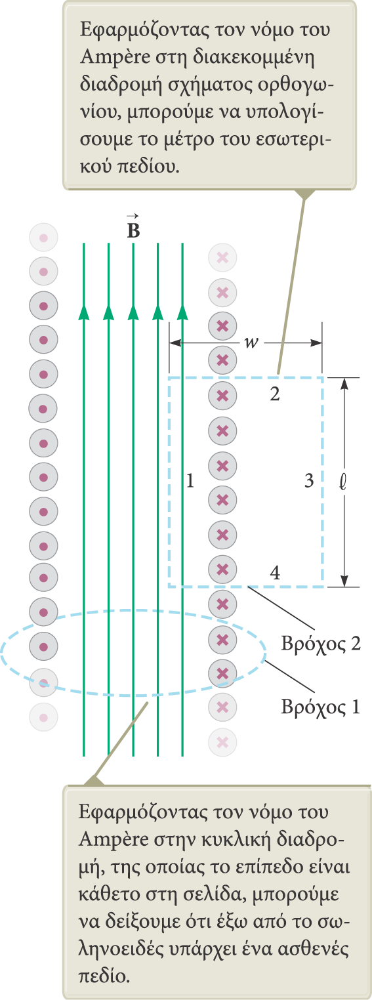 Εφαρμόζοντας τον νόμο του
Ampère στη διακεκομμένη
διαδρομή σχήματος ορθογω-
νίου, μπορούμε να υπολογί-
σουμε το μέτρο του εσωτερι-
κού πεδίου.
B
w
2
1
3
ℓ
4
Βρόχος 2
Βρόχος 1
Εφαρμόζοντας τον νόμο του
Ampère στην κυκλική διαδρο-
μή, της οποίας το επίπεδο είναι
κάθετο στη σελίδα, μπορούμε
να δείξουμε ότι έξω από το σω-
ληνοειδές υπάρχει ένα ασθενές
πεδίο.